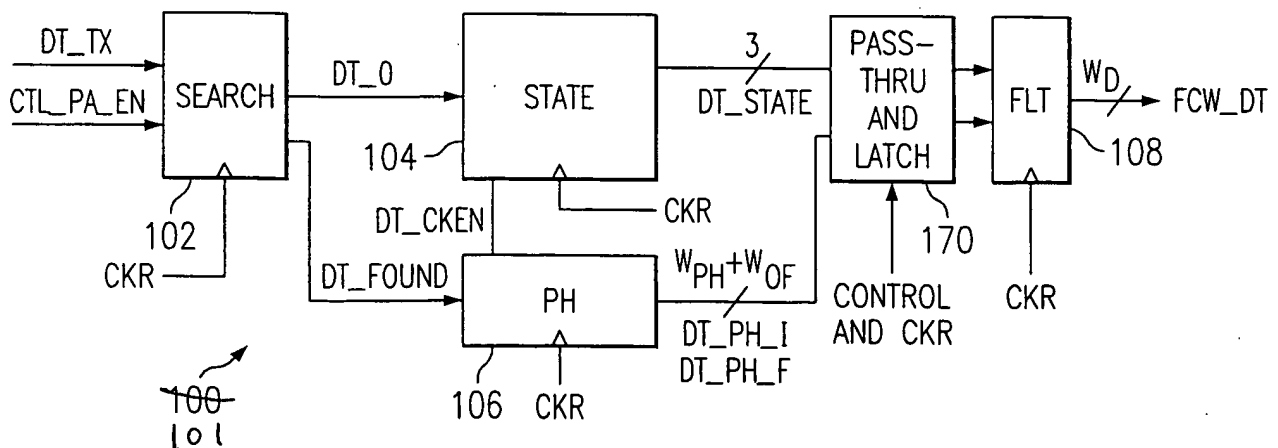 DT_TX
CTL_PA_EN
SEARCH
102
CKR
DT_0
DT_FOUND
STATE
104
CKR
DT_CKEN
PH
106
CKR
3
DT_STATE
W_PH+W_OF
DT_PH_I
DT_PH_F
PASS-
THRU
AND
LATCH
170
CONTROL
AND CKR
FLT
108
CKR
W_D
FCW_DT
100
101